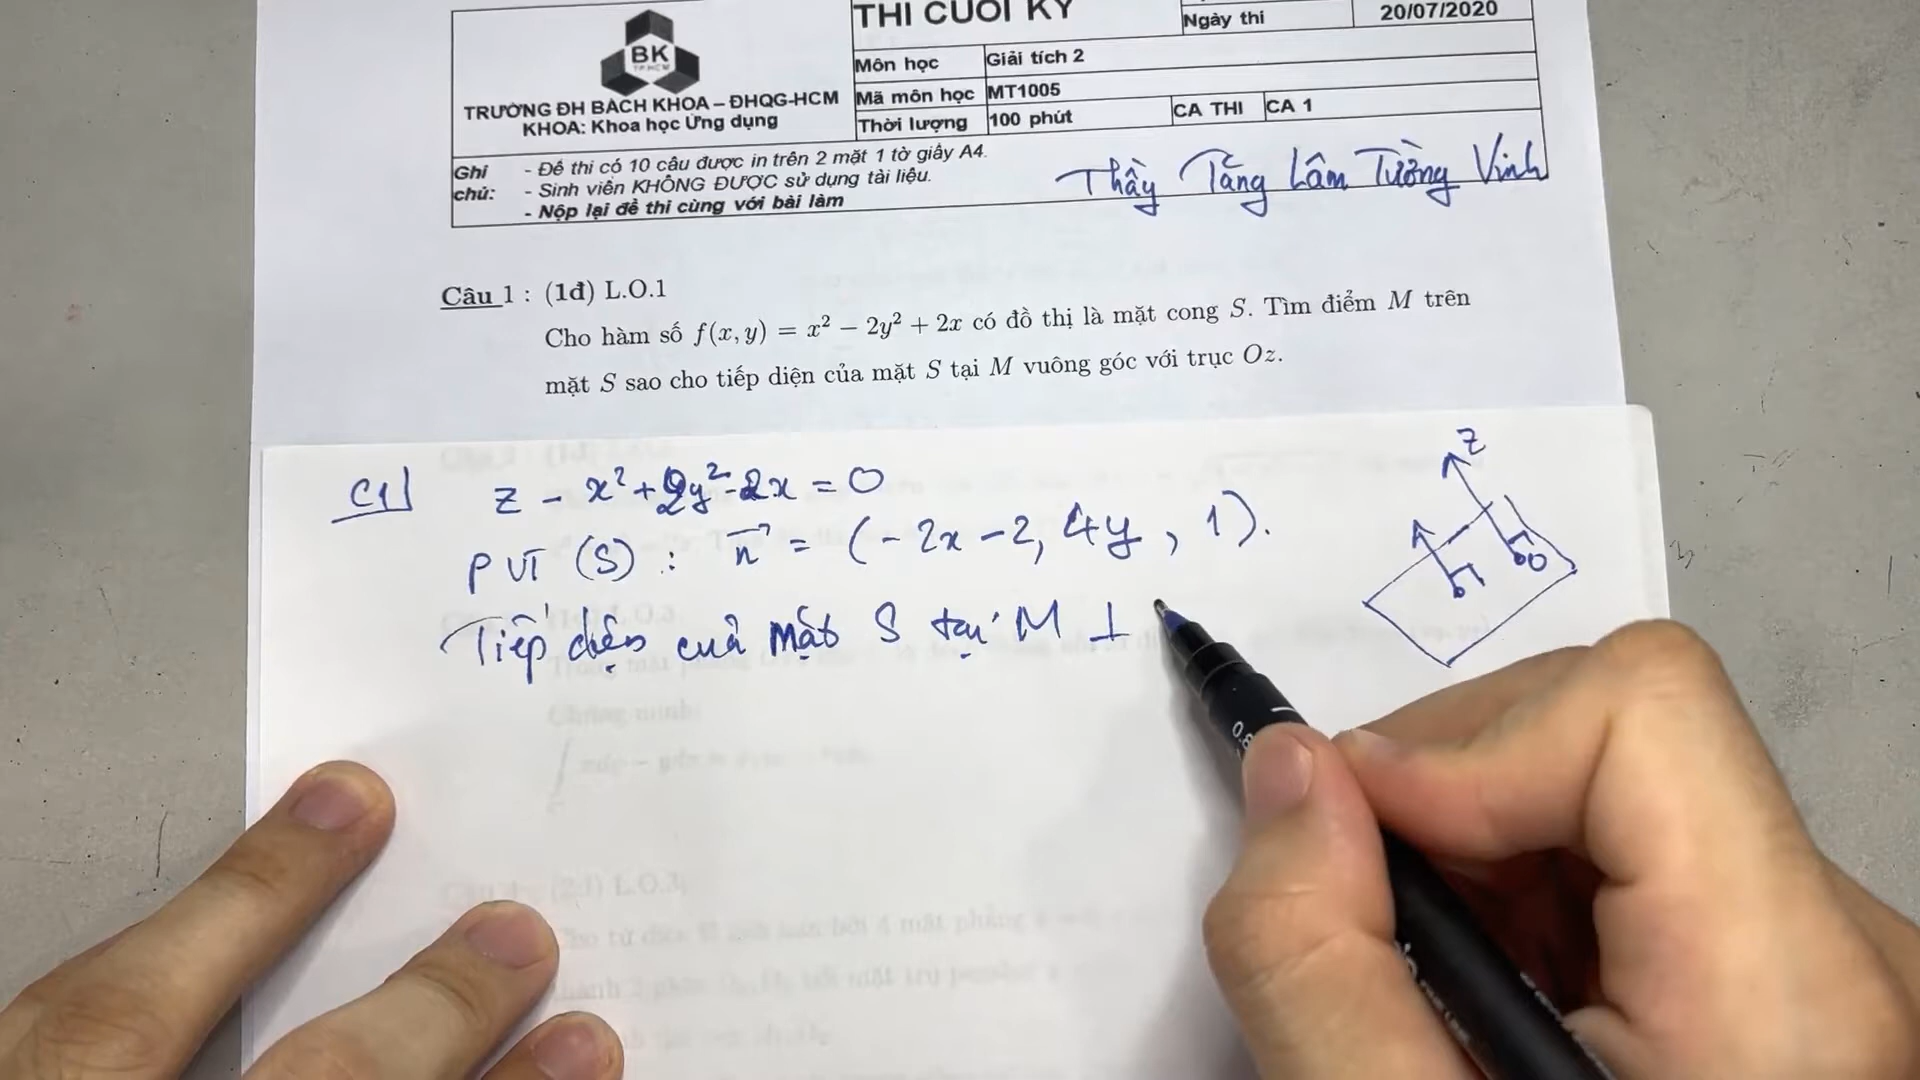 THI CUỐI KỲ
Ngày thi
20/07/2020
BK
TP.HCM
TRƯỜNG ĐH BÁCH KHOA – ĐHQG-HCM
KHOA: Khoa học Ứng dụng
Môn học
Giải tích 2
Mã môn học
MT1005
Thời lượng
100 phút
CA THI
CA 1
Ghi chú:
- Đề thi có 10 câu được in trên 2 mặt 1 tờ giấy A4.
- Sinh viên KHÔNG ĐƯỢC sử dụng tài liệu.
- Nộp lại đề thi cùng với bài làm
Thầy Tăng Lâm Tường Vinh
Câu 1 : (1đ) L.O.1
Cho hàm số f(x, y) = x² − 2y² + 2x có đồ thị là mặt cong S. Tìm điểm M trên
mặt S sao cho tiếp diện của mặt S tại M vuông góc với trục Oz.
C1
z - x² + 2y² - 2x = 0
PVT (S) : n⃗ = (-2x - 2, 4y, 1).
Tiếp diện của mặt S tại M ⊥
z
0.8